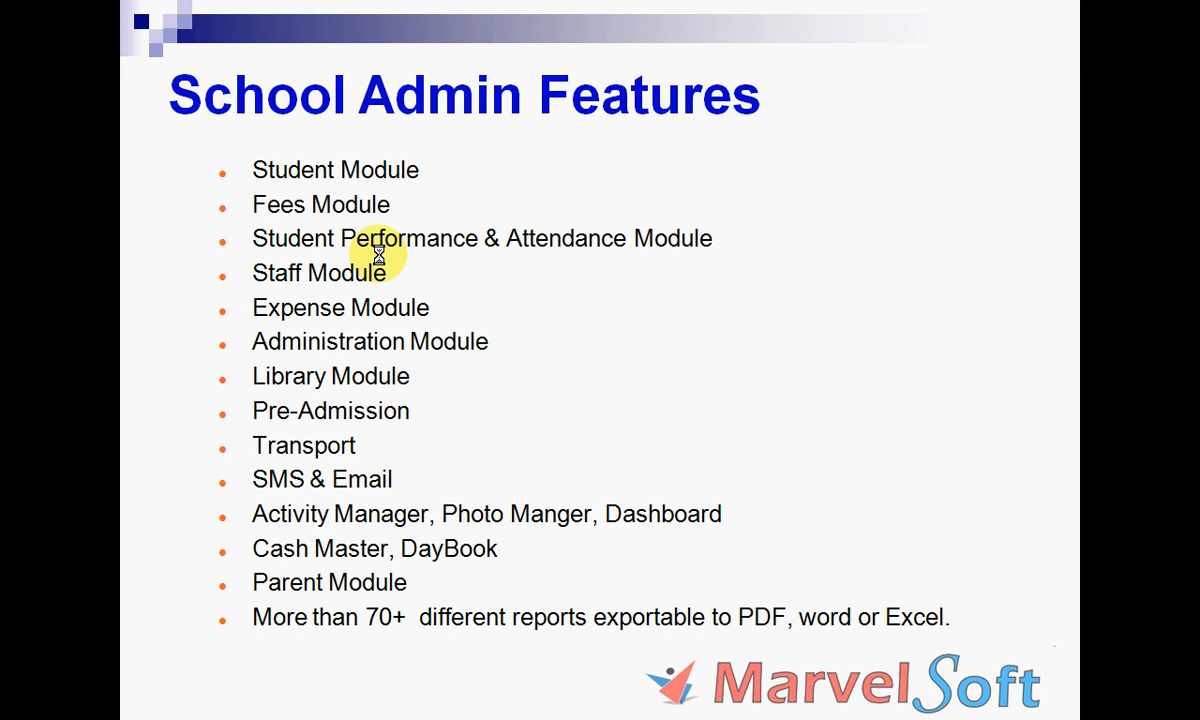 School Admin Features
Student Module
Fees Module
Student Performance & Attendance Module
Staff Module
Expense Module
Administration Module
Library Module
Pre-Admission
Transport
SMS & Email
Activity Manager, Photo Manger, Dashboard
Cash Master, DayBook
Parent Module
More than 70+  different reports exportable to PDF, word or Excel.
MarvelSoft